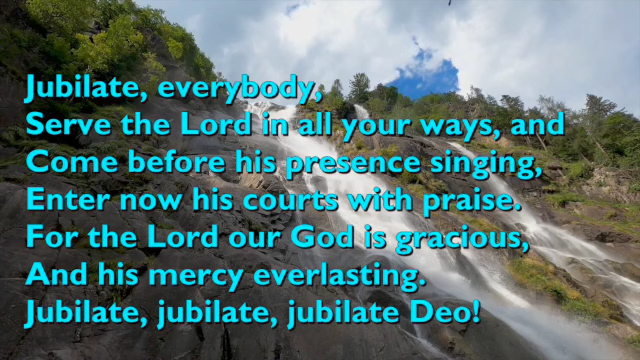 Jubilate, everybody,
Serve the Lord in all your ways, and
Come before his presence singing,
Enter now his courts with praise.
For the Lord our God is gracious,
And his mercy everlasting.
Jubilate, jubilate, jubilate Deo!